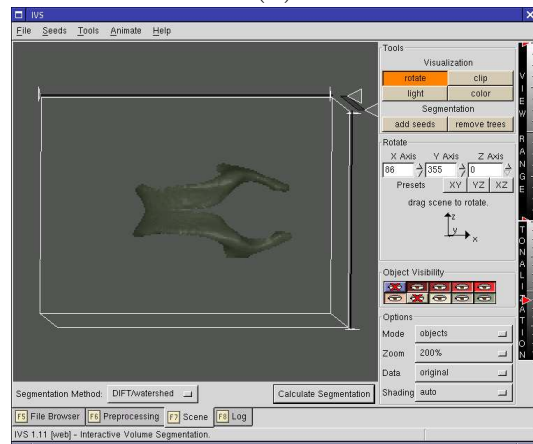 IVS
File Seeds Tools Animate Help
Tools
Visualization
rotate clip
light color
Segmentation
add seeds remove trees
Rotate
X Axis Y Axis Z Axis
86 355 0
Presets XY YZ XZ
drag scene to rotate.
z
y
x
Object Visibility
Options
Mode objects
Zoom 200%
Data original
Shading auto
VIEW RANGE
TONALIZATION
Segmentation Method: DIFT/watershed Calculate Segmentation
F5 File Browser F6 Preprocessing F7 Scene F8 Log
IVS 1.11 [web] - Interactive Volume Segmentation.